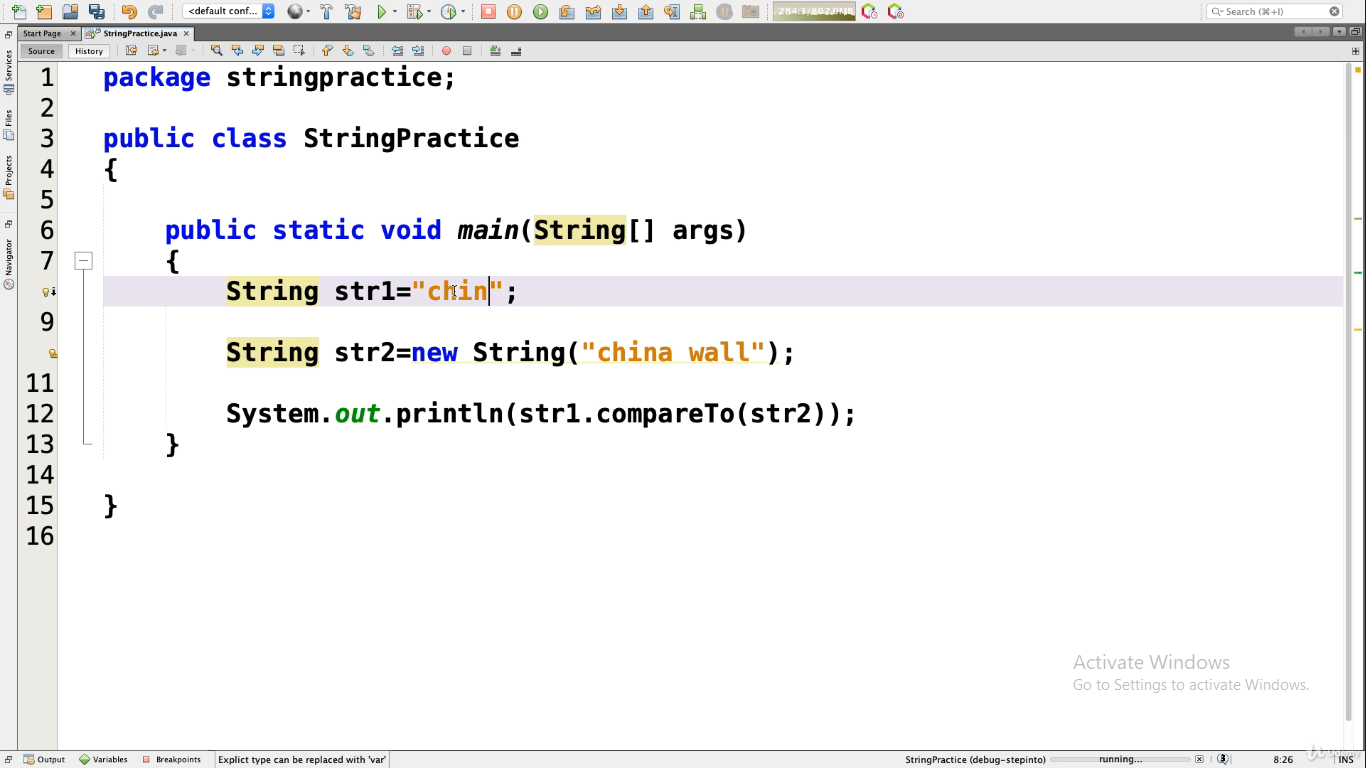 <default conf...
284.3/807.0MB
Search (⌘+I)
Start Page
StringPractice.java
Source
History
Services
Files
Projects
Navigator
1 package stringpractice;
2
3 public class StringPractice
4 {
5
6 public static void main(String[] args)
7 {
String str1="chin";
9
String str2=new String("china wall");
11
12 System.out.println(str1.compareTo(str2));
13 }
14
15 }
16
Activate Windows
Go to Settings to activate Windows.
Udemy
Output
Variables
Breakpoints
Explict type can be replaced with 'var'
StringPractice (debug-stepinto)
running...
3
8:26
INS